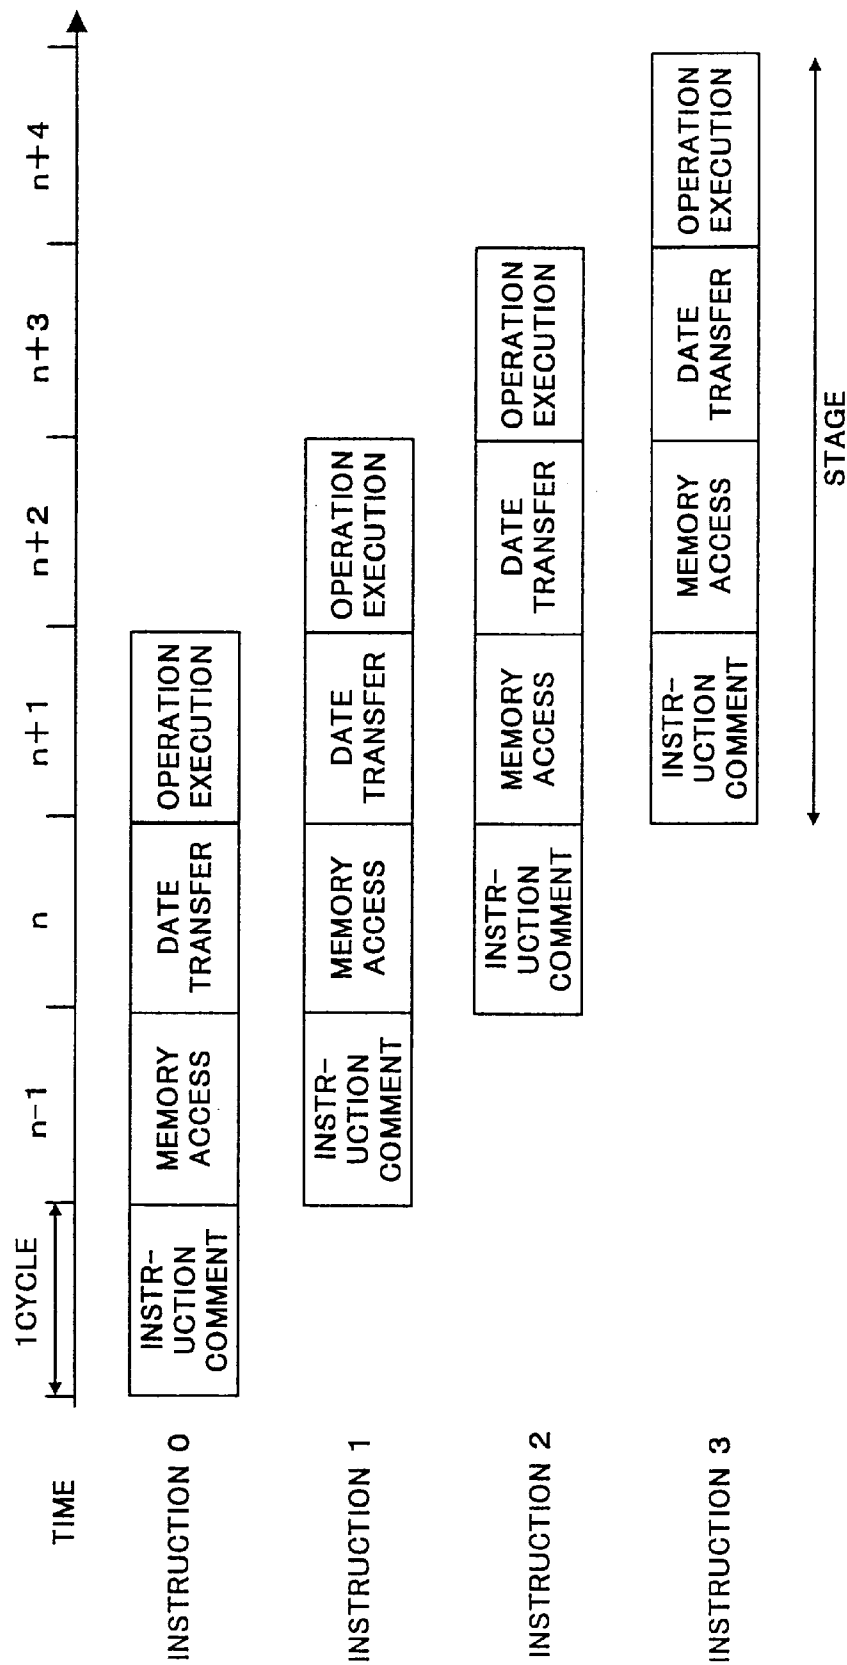 TIME
1CYCLE
n-1
n
n+1
n+2
n+3
n+4
INSTRUCTION 0
INSTR-
UCTION
COMMENT
MEMORY
ACCESS
DATE
TRANSFER
OPERATION
EXECUTION
INSTRUCTION 1
INSTR-
UCTION
COMMENT
MEMORY
ACCESS
DATE
TRANSFER
OPERATION
EXECUTION
INSTRUCTION 2
INSTR-
UCTION
COMMENT
MEMORY
ACCESS
DATE
TRANSFER
OPERATION
EXECUTION
INSTRUCTION 3
INSTR-
UCTION
COMMENT
MEMORY
ACCESS
DATE
TRANSFER
OPERATION
EXECUTION
STAGE